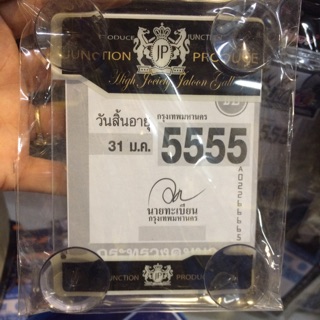 PRODUCE JUNCTION
JUNCTION JP PRODUCE
High Society Saloon
วันสิ้นอายุ
31 ม.ค.
กรุงเทพมหานคร
5555
นายทะเบียน
กรุงเทพมหานคร
JUNCTION PRODUCE